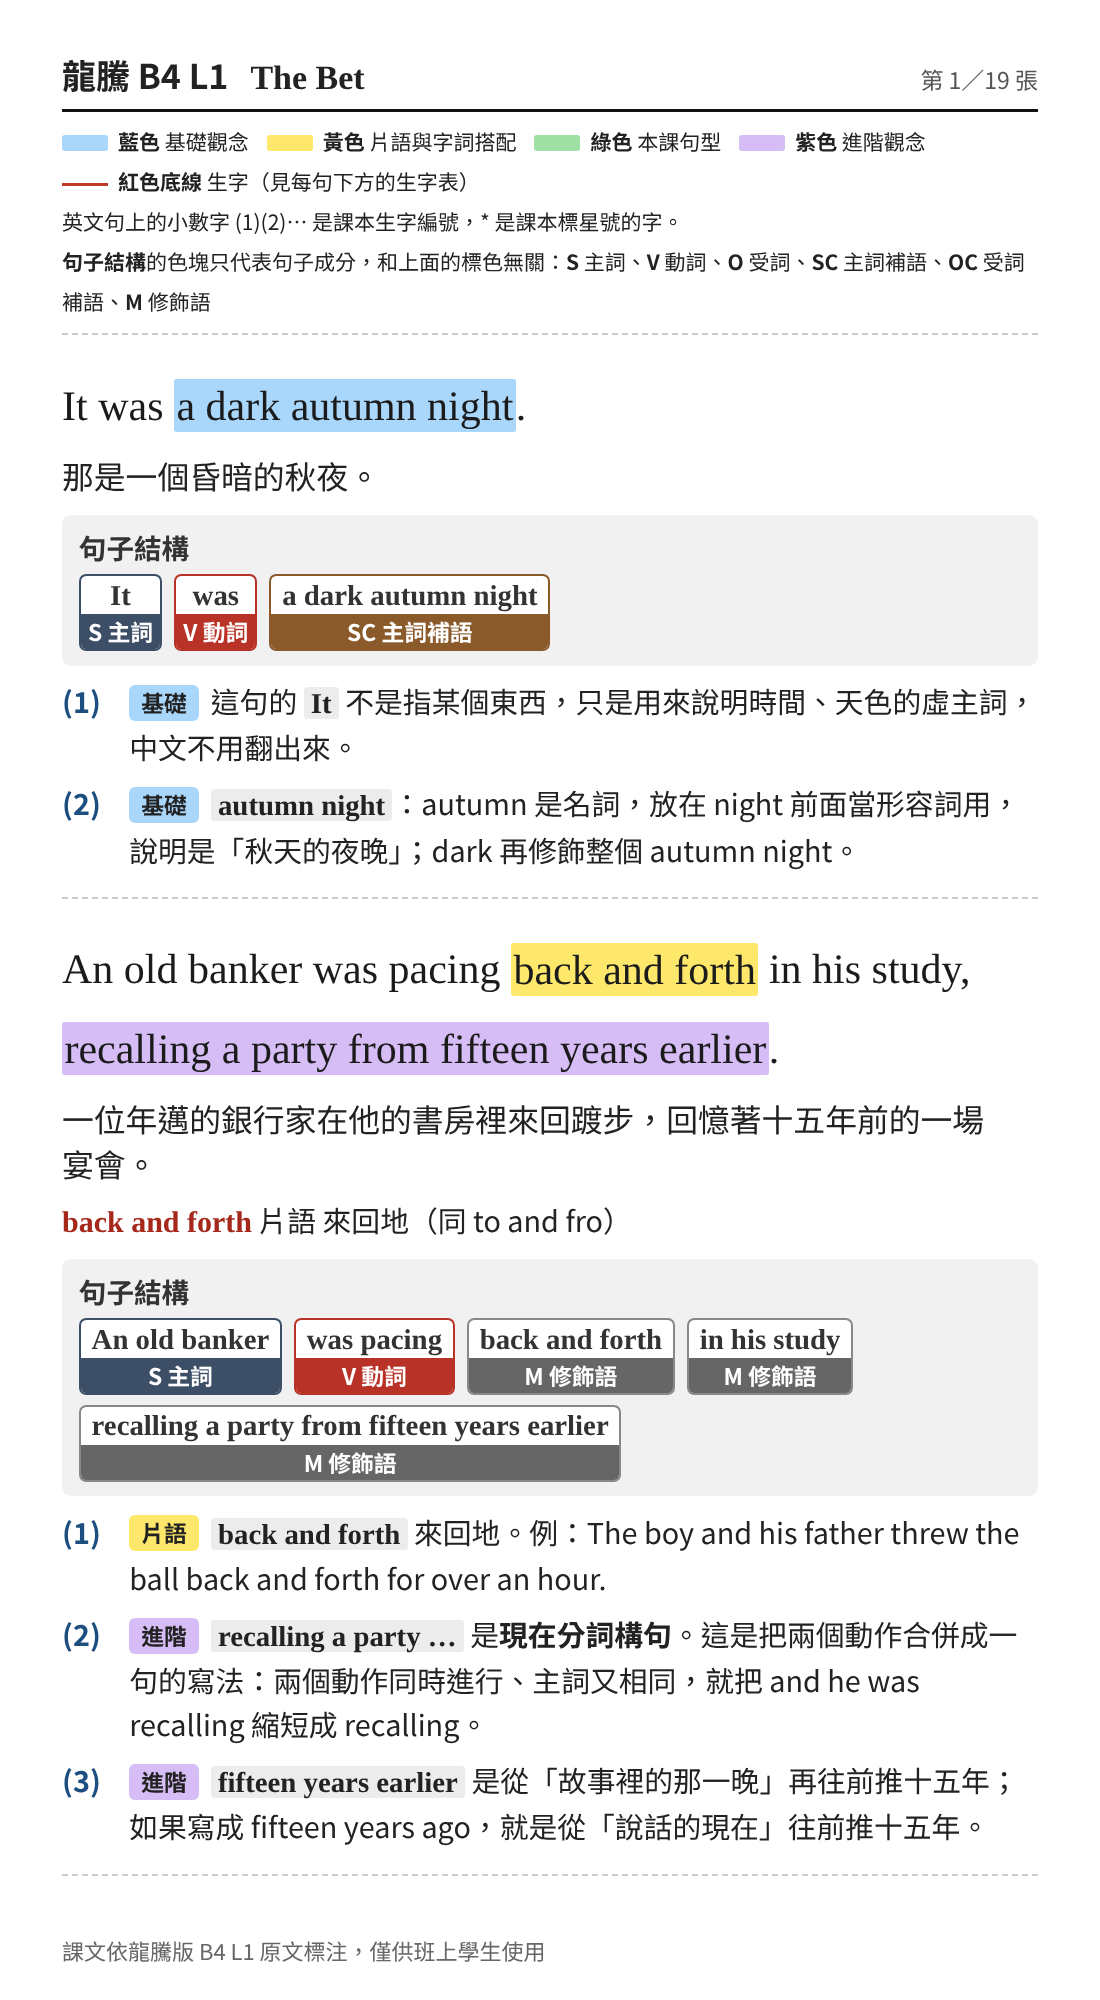 龍騰 B4 L1 The Bet
第 1／19 張
藍色 基礎觀念 黃色 片語與字詞搭配 綠色 本課句型 紫色 進階觀念
紅色底線 生字（見每句下方的生字表）
英文句上的小數字 (1)(2)… 是課本生字編號，* 是課本標星號的字。
句子結構的色塊只代表句子成分，和上面的標色無關：S 主詞、V 動詞、O 受詞、SC 主詞補語、OC 受詞
補語、M 修飾語
It was a dark autumn night.
那是一個昏暗的秋夜。
句子結構
It was a dark autumn night
S 主詞 V 動詞 SC 主詞補語
(1) 基礎 這句的 It 不是指某個東西，只是用來說明時間、天色的虛主詞，
中文不用翻出來。
(2) 基礎 autumn night：autumn 是名詞，放在 night 前面當形容詞用，
說明是「秋天的夜晚」；dark 再修飾整個 autumn night。
An old banker was pacing back and forth in his study,
recalling a party from fifteen years earlier.
一位年邁的銀行家在他的書房裡來回踱步，回憶著十五年前的一場
宴會。
back and forth 片語 來回地（同 to and fro）
句子結構
An old banker was pacing back and forth in his study
S 主詞 V 動詞 M 修飾語 M 修飾語
recalling a party from fifteen years earlier
M 修飾語
(1) 片語 back and forth 來回地。例：The boy and his father threw the
ball back and forth for over an hour.
(2) 進階 recalling a party … 是現在分詞構句。這是把兩個動作合併成一
句的寫法：兩個動作同時進行、主詞又相同，就把 and he was
recalling 縮短成 recalling。
(3) 進階 fifteen years earlier 是從「故事裡的那一晚」再往前推十五年；
如果寫成 fifteen years ago，就是從「說話的現在」往前推十五年。
課文依龍騰版 B4 L1 原文標注，僅供班上學生使用